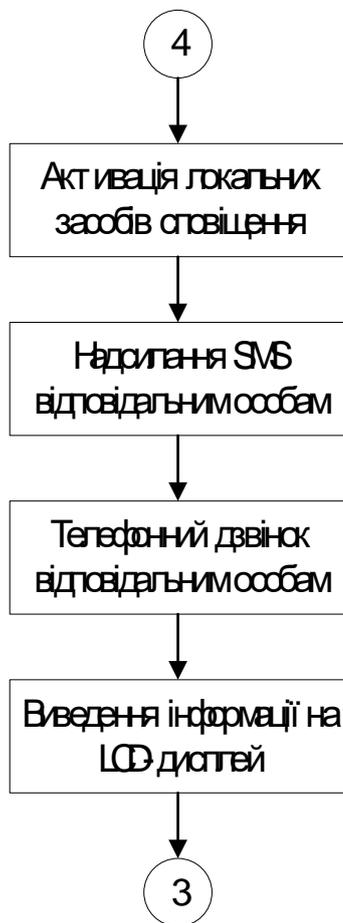 4
Активація локальних
засобів сповіщення
Надсилання SMS
відповідальним особам
Телефонний дзвінок
відповідальним особам
Виведення інформації на
LCD-дисплей
3